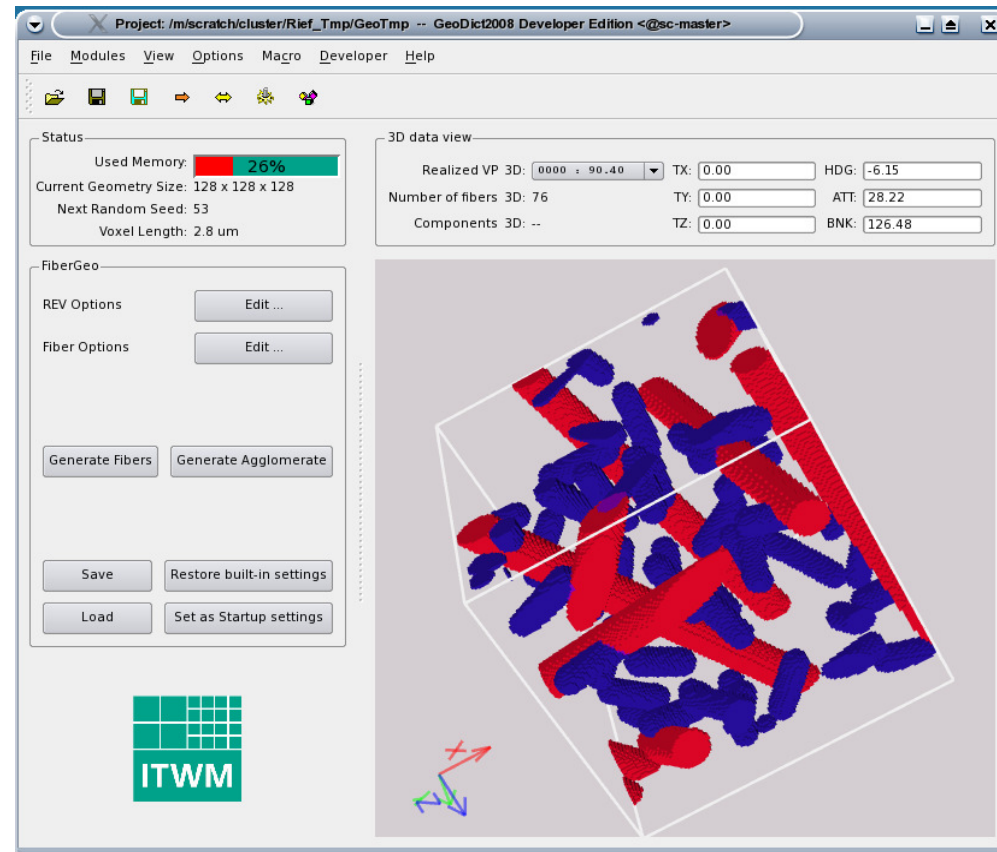 Project: /m/scratch/cluster/Rief_Tmp/GeoTmp -- GeoDict2008 Developer Edition <@sc-master>
File Modules View Options Macro Developer Help
Status
Used Memory: 26%
Current Geometry Size: 128 x 128 x 128
Next Random Seed: 53
Voxel Length: 2.8 um
3D data view
Realized VP 3D: 0000 : 90.40 TX: 0.00 HDG: -6.15
Number of fibers 3D: 76 TY: 0.00 ATT: 28.22
Components 3D: -- TZ: 0.00 BNK: 126.48
FiberGeo
REV Options Edit ...
Fiber Options Edit ...
Generate Fibers Generate Agglomerate
Save Restore built-in settings
Load Set as Startup settings
ITWM
X
Y
Z